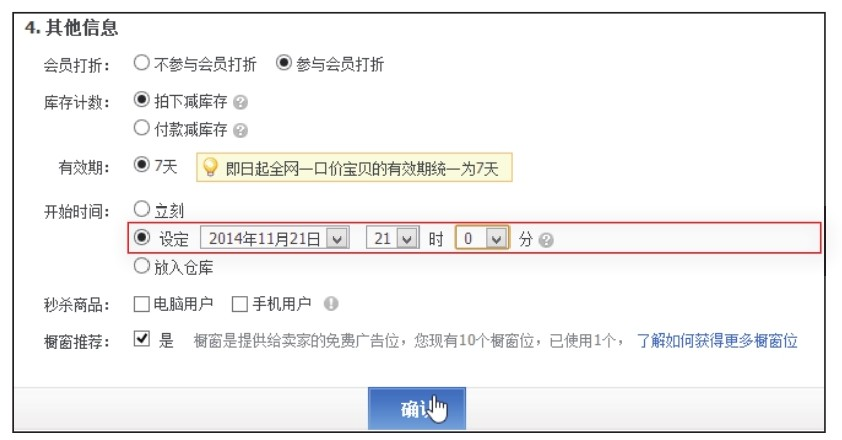 4. 其他信息
会员打折： 不参与会员打折 参与会员打折
库存计数： 拍下减库存
付款减库存
有效期： 7天 即日起全网一口价宝贝的有效期统一为7天
开始时间： 立刻
设定 2014年11月21日 21 时 0 分
放入仓库
秒杀商品： 电脑用户 手机用户
橱窗推荐： 是 橱窗是提供给卖家的免费广告位，您现有10个橱窗位，已使用1个， 了解如何获得更多橱窗位
确